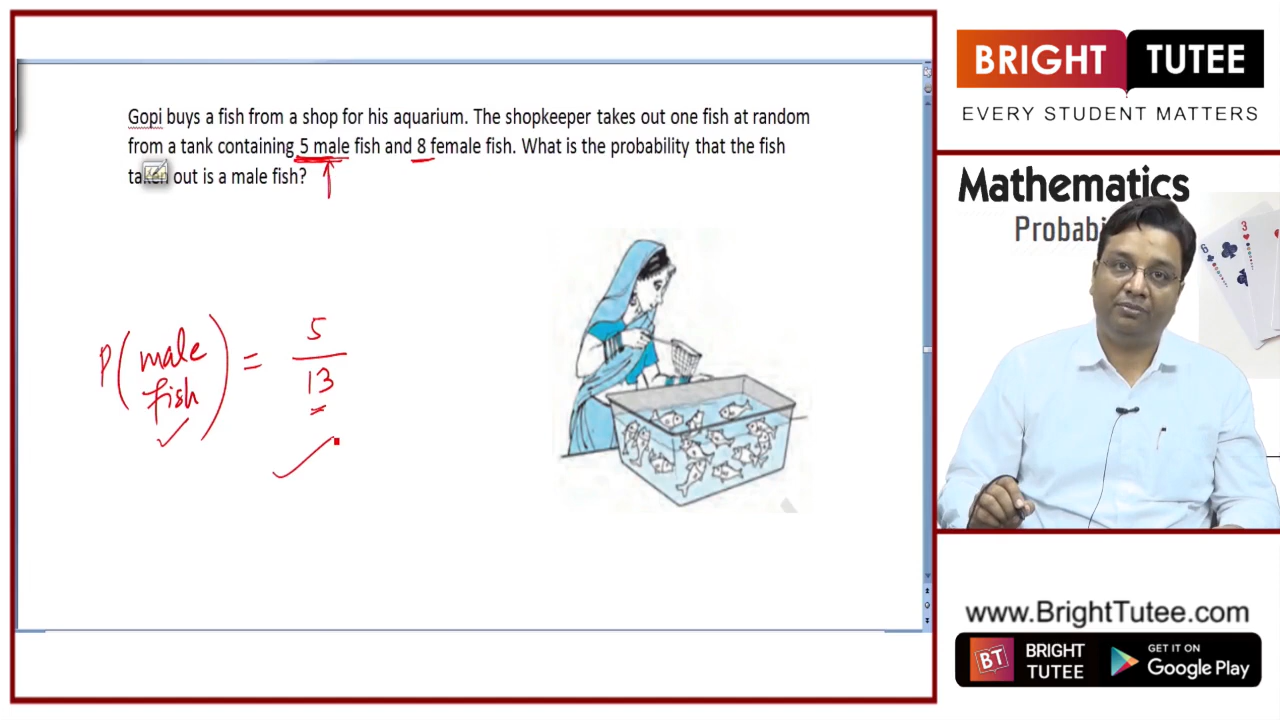 Gopi buys a fish from a shop for his aquarium. The shopkeeper takes out one fish at random
from a tank containing 5 male fish and 8 female fish. What is the probability that the fish
taken out is a male fish?
P(male fish) = 5/13
BRIGHT TUTEE
EVERY STUDENT MATTERS
Mathematics
Probabi
6
3
www.BrightTutee.com
BT
BRIGHT
TUTEE
GET IT ON
Google Play